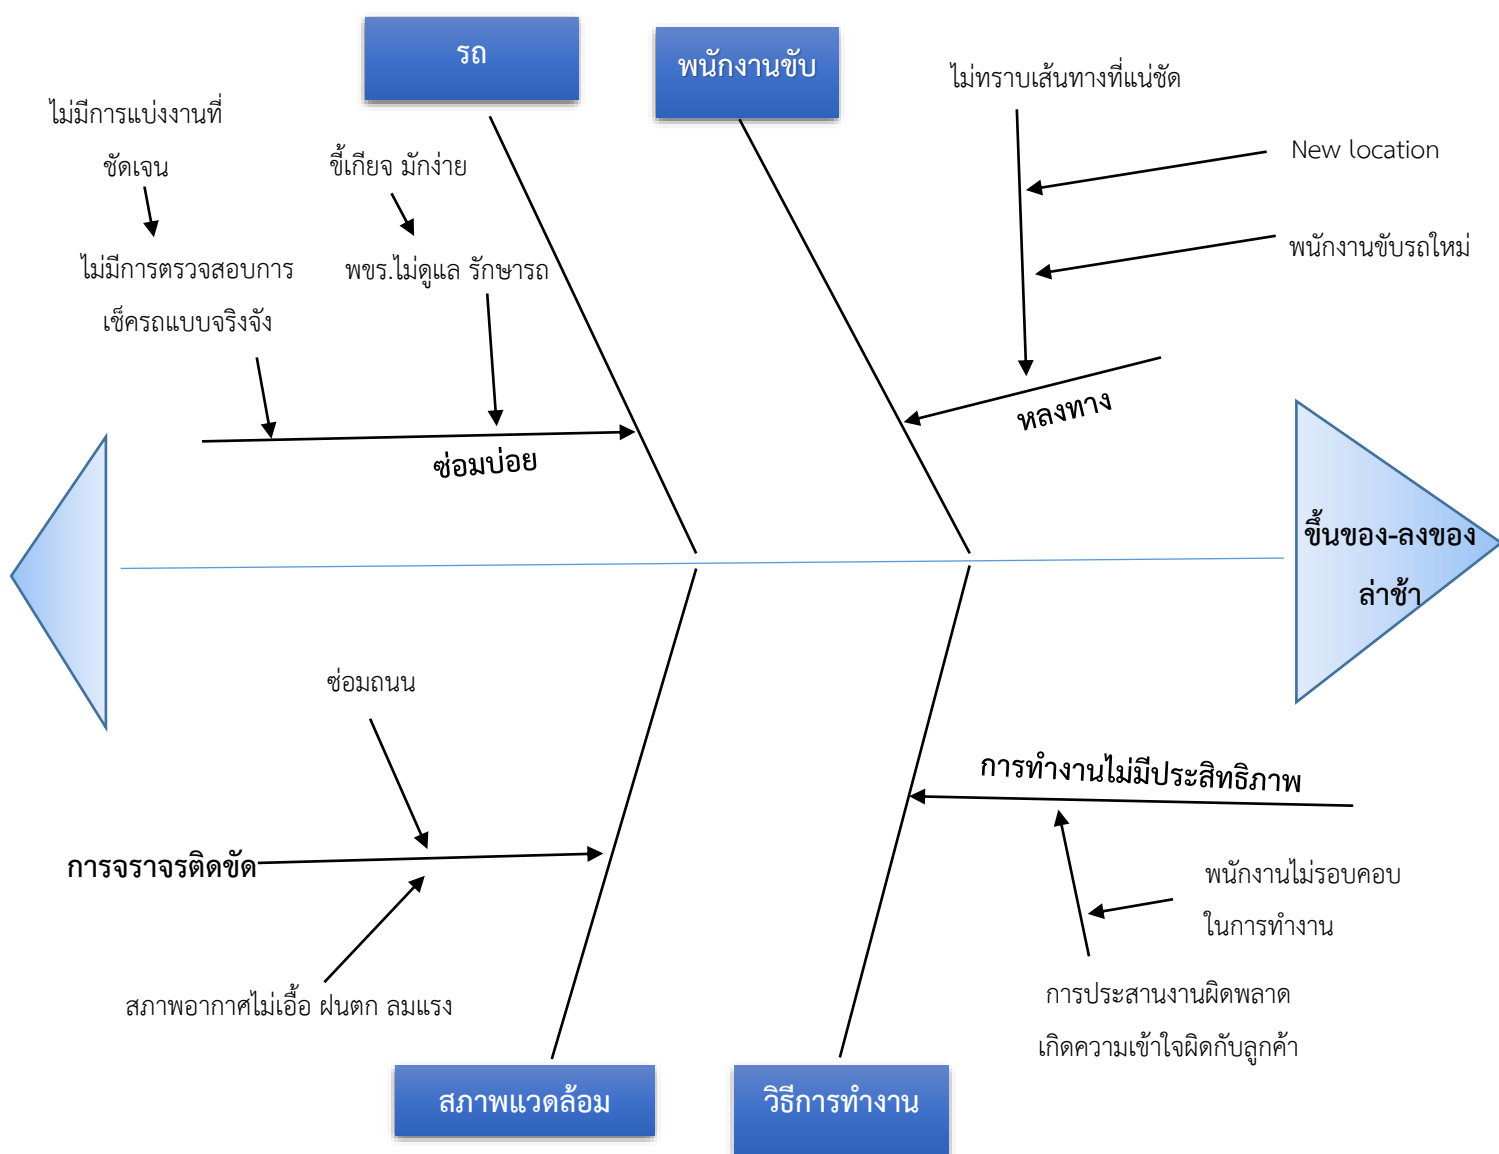 รถ
พนักงานขับ
ไม่ทราบเส้นทางที่แน่ชัด
ไม่มีการแบ่งงานที่
ชัดเจน
ขี้เกียจ มักง่าย
New location
พนักงานขับรถใหม่
ไม่มีการตรวจสอบการ
เช็ครถแบบจริงจัง
พขร.ไม่ดูแล รักษารถ
หลงทาง
ซ่อมบ่อย
ขึ้นของ-ลงของ
ล่าช้า
ซ่อมถนน
การทำงานไม่มีประสิทธิภาพ
การจราจรติดขัด
พนักงานไม่รอบคอบ
ในการทำงาน
สภาพอากาศไม่เอื้อ ฝนตก ลมแรง
การประสานงานผิดพลาด
เกิดความเข้าใจผิดกับลูกค้า
สภาพแวดล้อม
วิธีการทำงาน